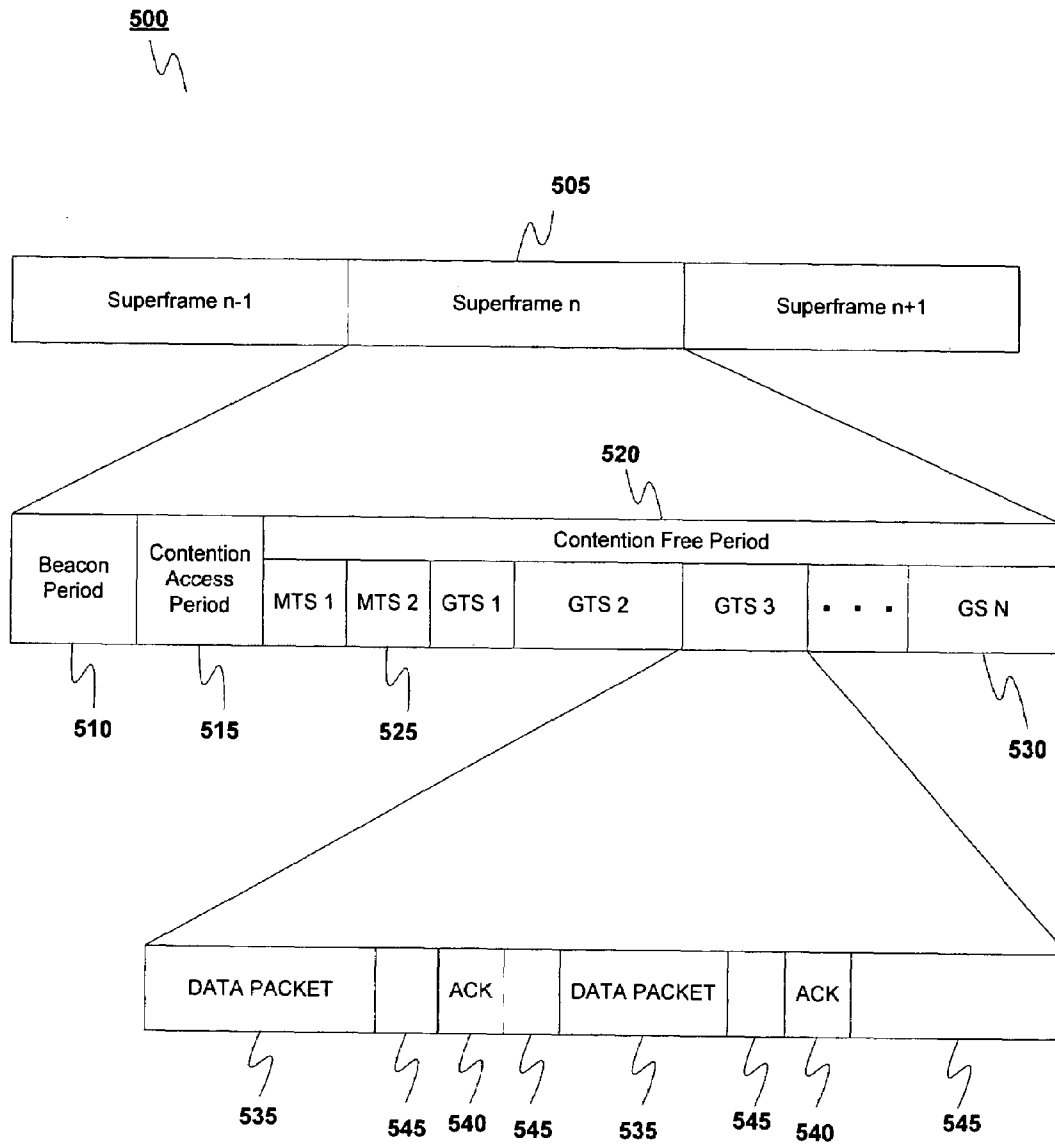 500
505
Superframe n-1 Superframe n Superframe n+1
520
Beacon Period
Contention Access Period
Contention Free Period
MTS 1 MTS 2 GTS 1 GTS 2 GTS 3 . . . GS N
510 515 525 530
DATA PACKET ACK DATA PACKET ACK
535 545 540 545 535 545 540 545